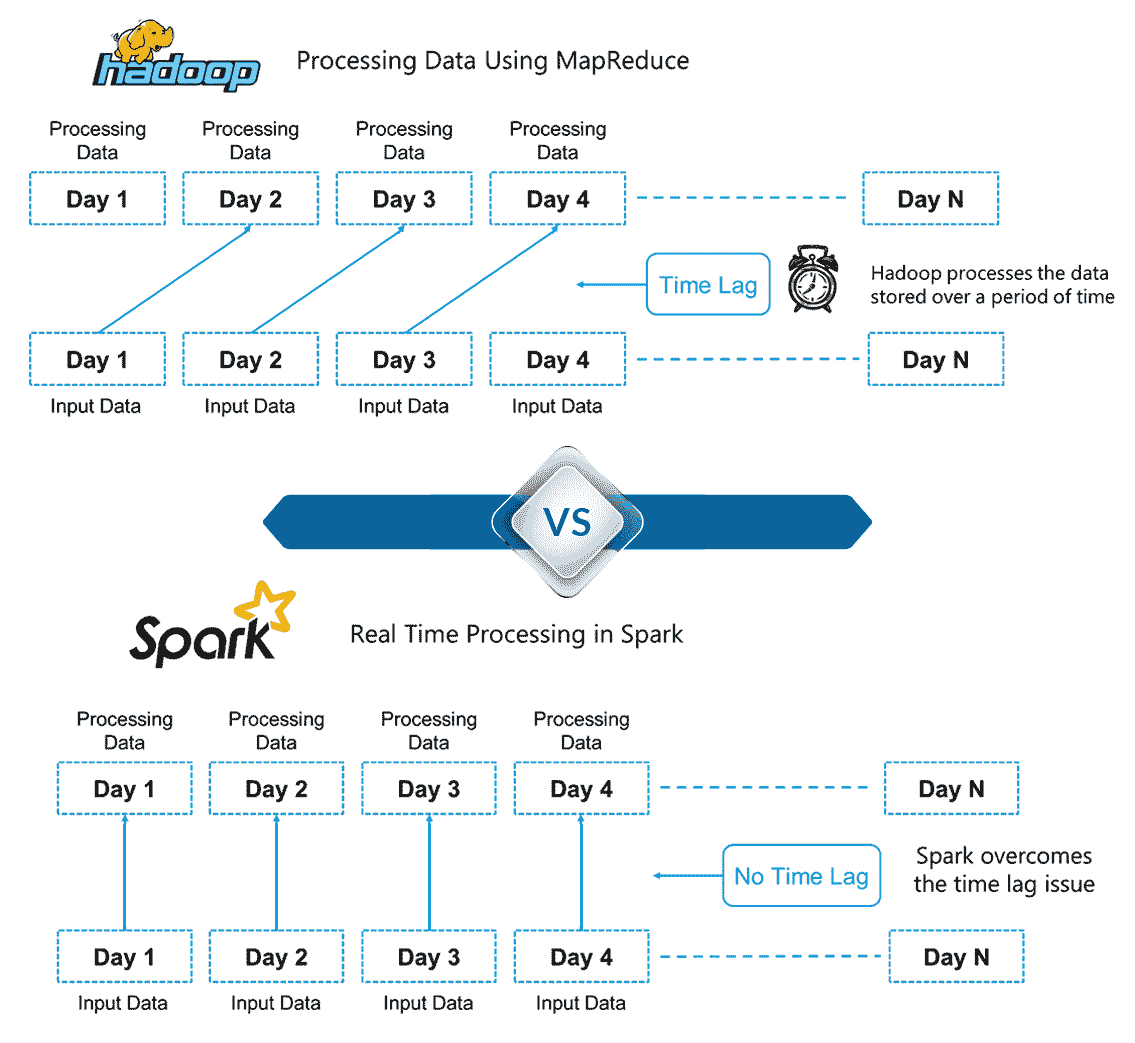 hadoop
Processing Data Using MapReduce
Processing Data
Processing Data
Processing Data
Processing Data
Day 1
Day 2
Day 3
Day 4
Day N
Time Lag
Hadoop processes the data
stored over a period of time
Day 1
Day 2
Day 3
Day 4
Day N
Input Data
Input Data
Input Data
Input Data
VS
Spark
Real Time Processing in Spark
Processing Data
Processing Data
Processing Data
Processing Data
Day 1
Day 2
Day 3
Day 4
Day N
No Time Lag
Spark overcomes
the time lag issue
Day 1
Day 2
Day 3
Day 4
Day N
Input Data
Input Data
Input Data
Input Data